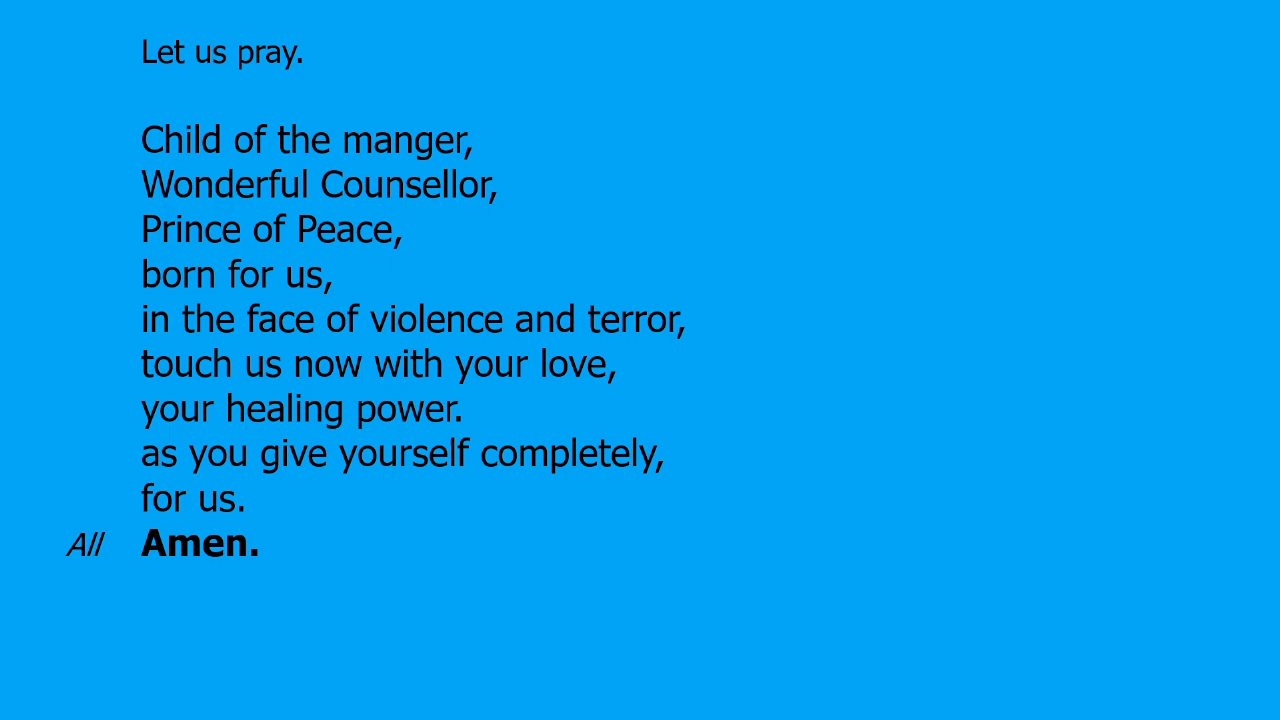 Let us pray.
Child of the manger,
Wonderful Counsellor,
Prince of Peace,
born for us,
in the face of violence and terror,
touch us now with your love,
your healing power.
as you give yourself completely,
for us.
All Amen.